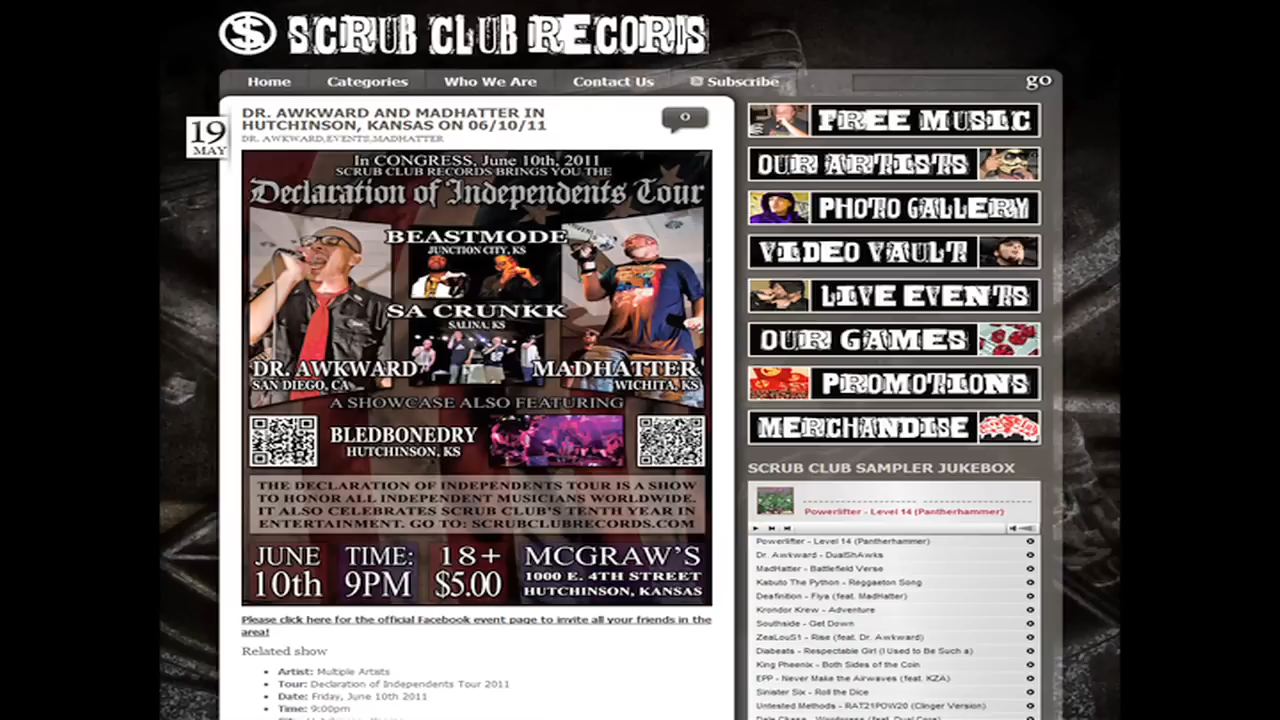 SCRUB CLUB RECORDS
Home Categories Who We Are Contact Us Subscribe go
19
MAY
DR. AWKWARD AND MADHATTER IN
HUTCHINSON, KANSAS ON 06/10/11
DR. AWKWARD,EVENTS,MADHATTER
0
In CONGRESS, June 10th, 2011
SCRUB CLUB RECORDS BRINGS YOU THE
Declaration of Independents Tour
BEASTMODE
JUNCTION CITY, KS
SA CRUNKK
SALINA, KS
DR. AWKWARD
SAN DIEGO, CA
MADHATTER
WICHITA, KS
A SHOWCASE ALSO FEATURING
BLEDBONEDRY
HUTCHINSON, KS
THE DECLARATION OF INDEPENDENTS TOUR IS A SHOW
TO HONOR ALL INDEPENDENT MUSICIANS WORLDWIDE.
IT ALSO CELEBRATES SCRUB CLUB'S TENTH YEAR IN
ENTERTAINMENT. GO TO: SCRUBCLUBRECORDS.COM
JUNE
10th
TIME:
9PM
18+
$5.00
MCGRAW'S
1000 E. 4TH STREET
HUTCHINSON, KANSAS
Please click here for the official Facebook event page to invite all your friends in the
area!
Related show
Artist: Multiple Artists
Tour: Declaration of Independents Tour 2011
Date: Friday, June 10th 2011
Time: 9:00pm
FREE MUSIC
OUR ARTISTS
PHOTO GALLERY
VIDEO VAULT
LIVE EVENTS
OUR GAMES
PROMOTIONS
MERCHANDISE
SCRUB CLUB SAMPLER JUKEBOX
Powerlifter - Level 14 (Pantherhammer)
Powerlifter - Level 14 (Pantherhammer)
Dr. Awkward - DualShAwks
MadHatter - Battlefield Verse
Kabuto The Python - Reggaeton Song
Deafinition - Fiya (feat. MadHatter)
Krondor Krew - Adventure
Southside - Get Down
ZeaLouS1 - Rise (feat. Dr. Awkward)
Diabeats - Respectable Girl (I Used to Be Such a)
King Pheenix - Both Sides of the Coin
EPP - Never Make the Airwaves (feat. KZA)
Sinister Six - Roll the Dice
Untested Methods - RAT21POW20 (Clinger Version)